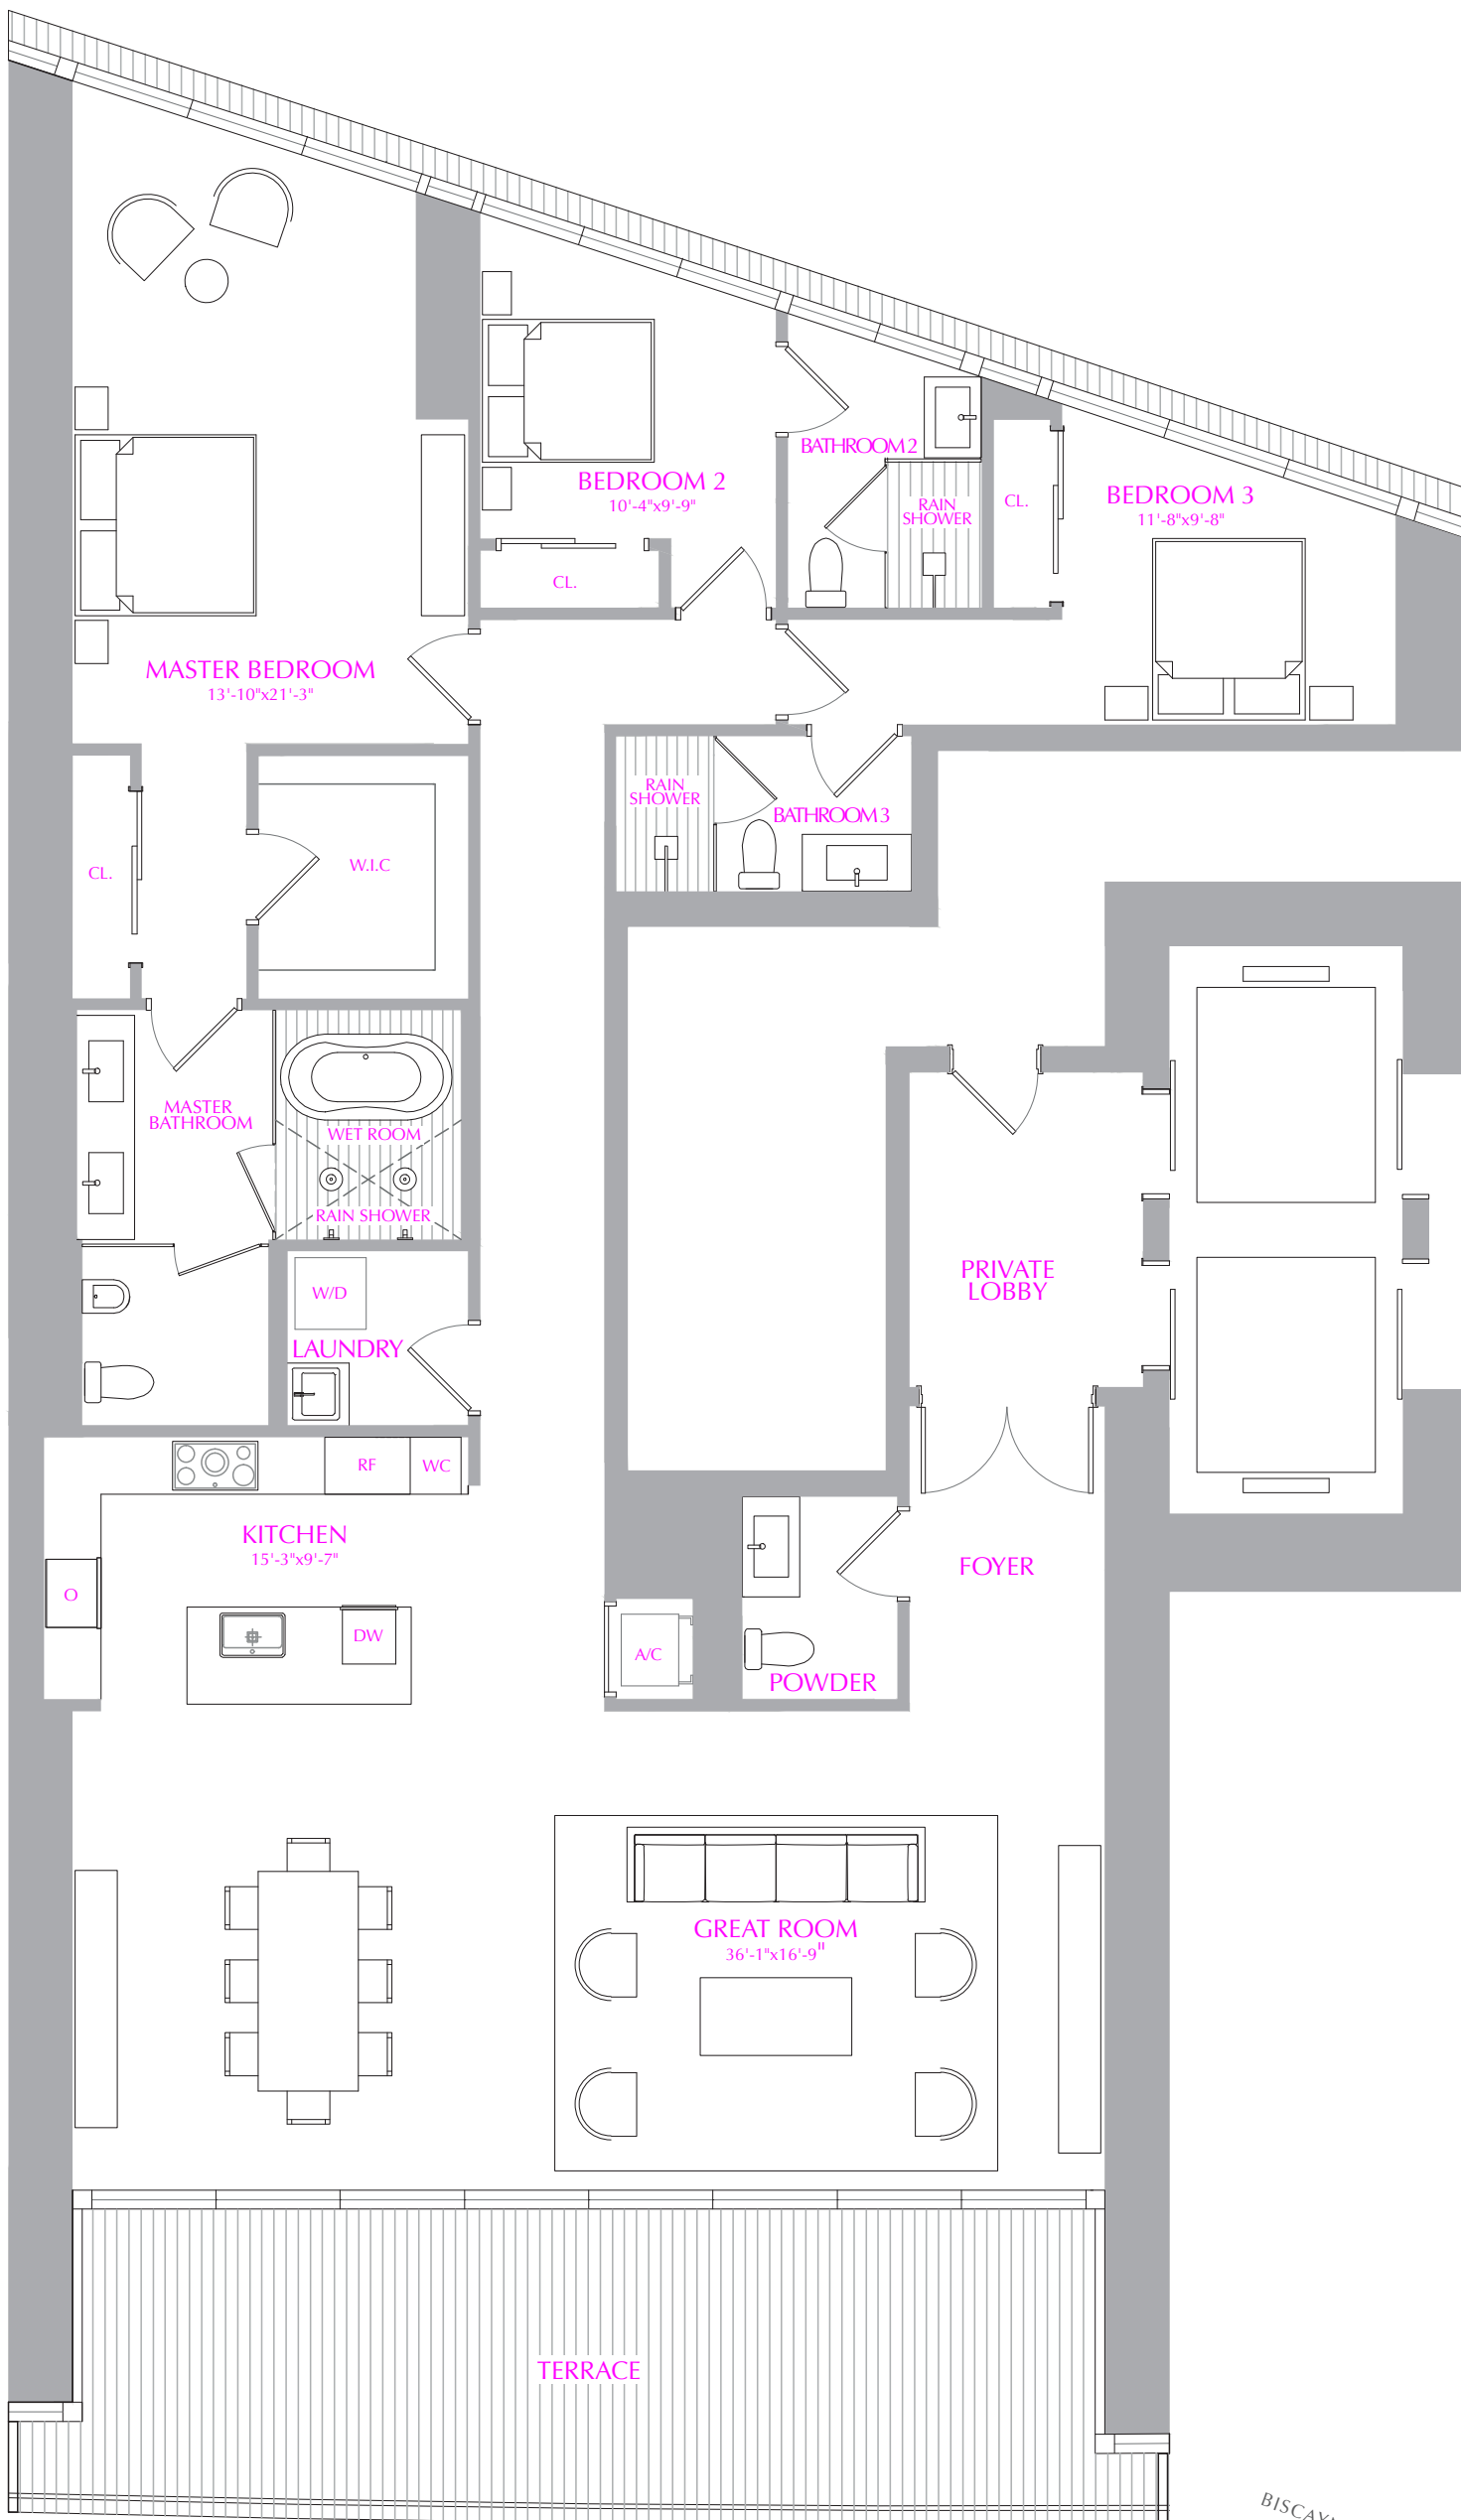 BEDROOM 2
10'-4"x9'-9"
CL.
BATHROOM 2
RAIN
SHOWER
CL.
BEDROOM 3
11'-8"x9'-8"
MASTER BEDROOM
13'-10"x21'-3"
CL.
W.I.C
RAIN
SHOWER
BATHROOM 3
MASTER
BATHROOM
WET ROOM
RAIN SHOWER
W/D
LAUNDRY
PRIVATE
LOBBY
RF
WC
KITCHEN
15'-3"x9'-7"
O
DW
A/C
POWDER
FOYER
GREAT ROOM
36'-1"x16'-9"
TERRACE